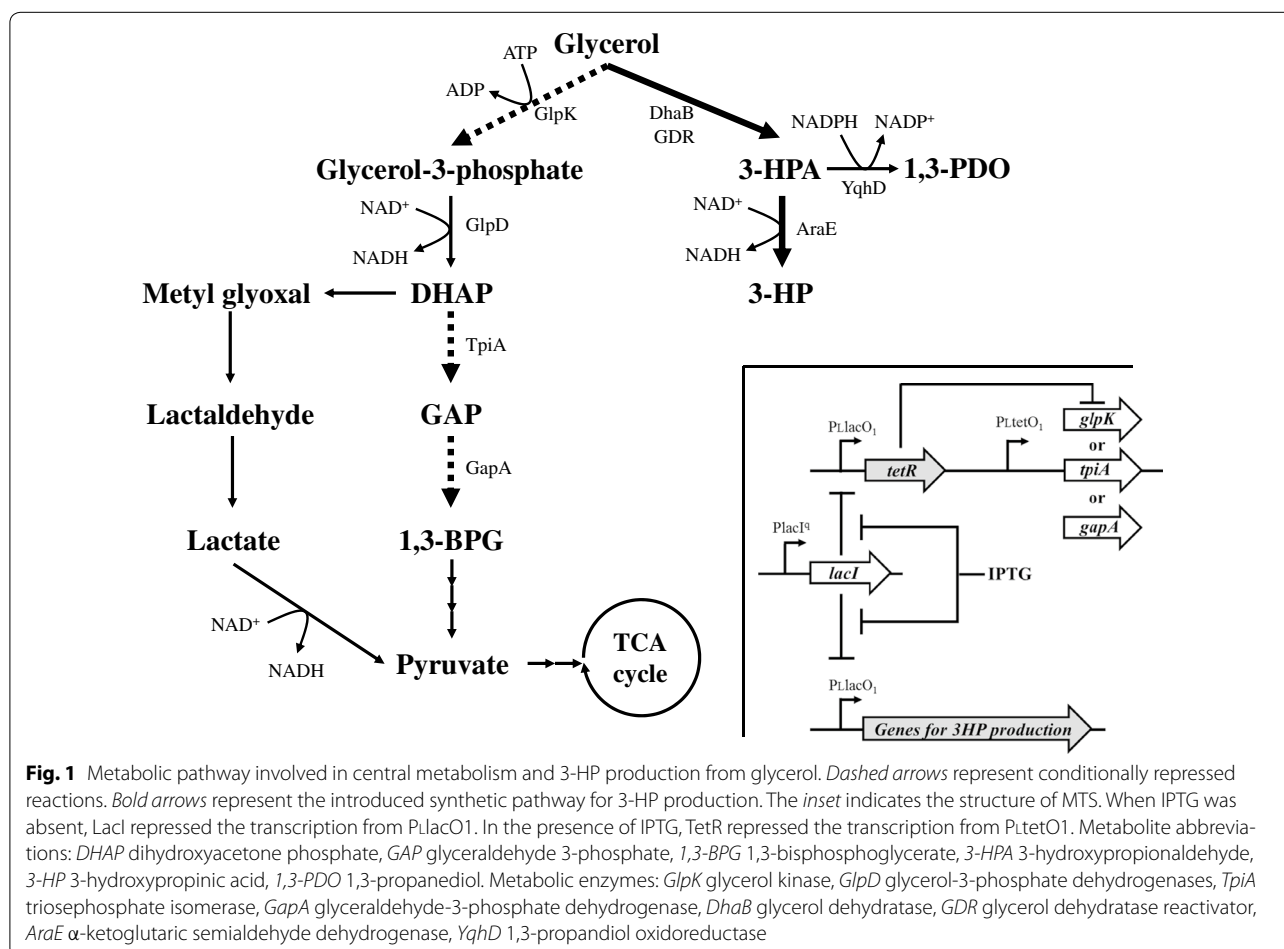 Glycerol
ATP
ADP
GlpK
DhaB
GDR
NADPH
NADP+
Glycerol-3-phosphate
3-HPA
1,3-PDO
YqhD
NAD+
GlpD
NADH
NAD+
AraE
NADH
Metyl glyoxal
DHAP
3-HP
TpiA
Lactaldehyde
GAP
GapA
Lactate
1,3-BPG
NAD+
NADH
Pyruvate
TCA
cycle
PLlacO1
PLtetO1
glpK
or
tetR
tpiA
or
gapA
PlacIq
lacI
IPTG
PLlacO1
Genes for 3HP production
Fig. 1 Metabolic pathway involved in central metabolism and 3-HP production from glycerol. Dashed arrows represent conditionally repressed
reactions. Bold arrows represent the introduced synthetic pathway for 3-HP production. The inset indicates the structure of MTS. When IPTG was
absent, LacI repressed the transcription from PLlacO1. In the presence of IPTG, TetR repressed the transcription from PLtetO1. Metabolite abbrevia-
tions: DHAP dihydroxyacetone phosphate, GAP glyceraldehyde 3-phosphate, 1,3-BPG 1,3-bisphosphoglycerate, 3-HPA 3-hydroxypropionaldehyde,
3-HP 3-hydroxypropinic acid, 1,3-PDO 1,3-propanediol. Metabolic enzymes: GlpK glycerol kinase, GlpD glycerol-3-phosphate dehydrogenases, TpiA
triosephosphate isomerase, GapA glyceraldehyde-3-phosphate dehydrogenase, DhaB glycerol dehydratase, GDR glycerol dehydratase reactivator,
AraE α-ketoglutaric semialdehyde dehydrogenase, YqhD 1,3-propandiol oxidoreductase